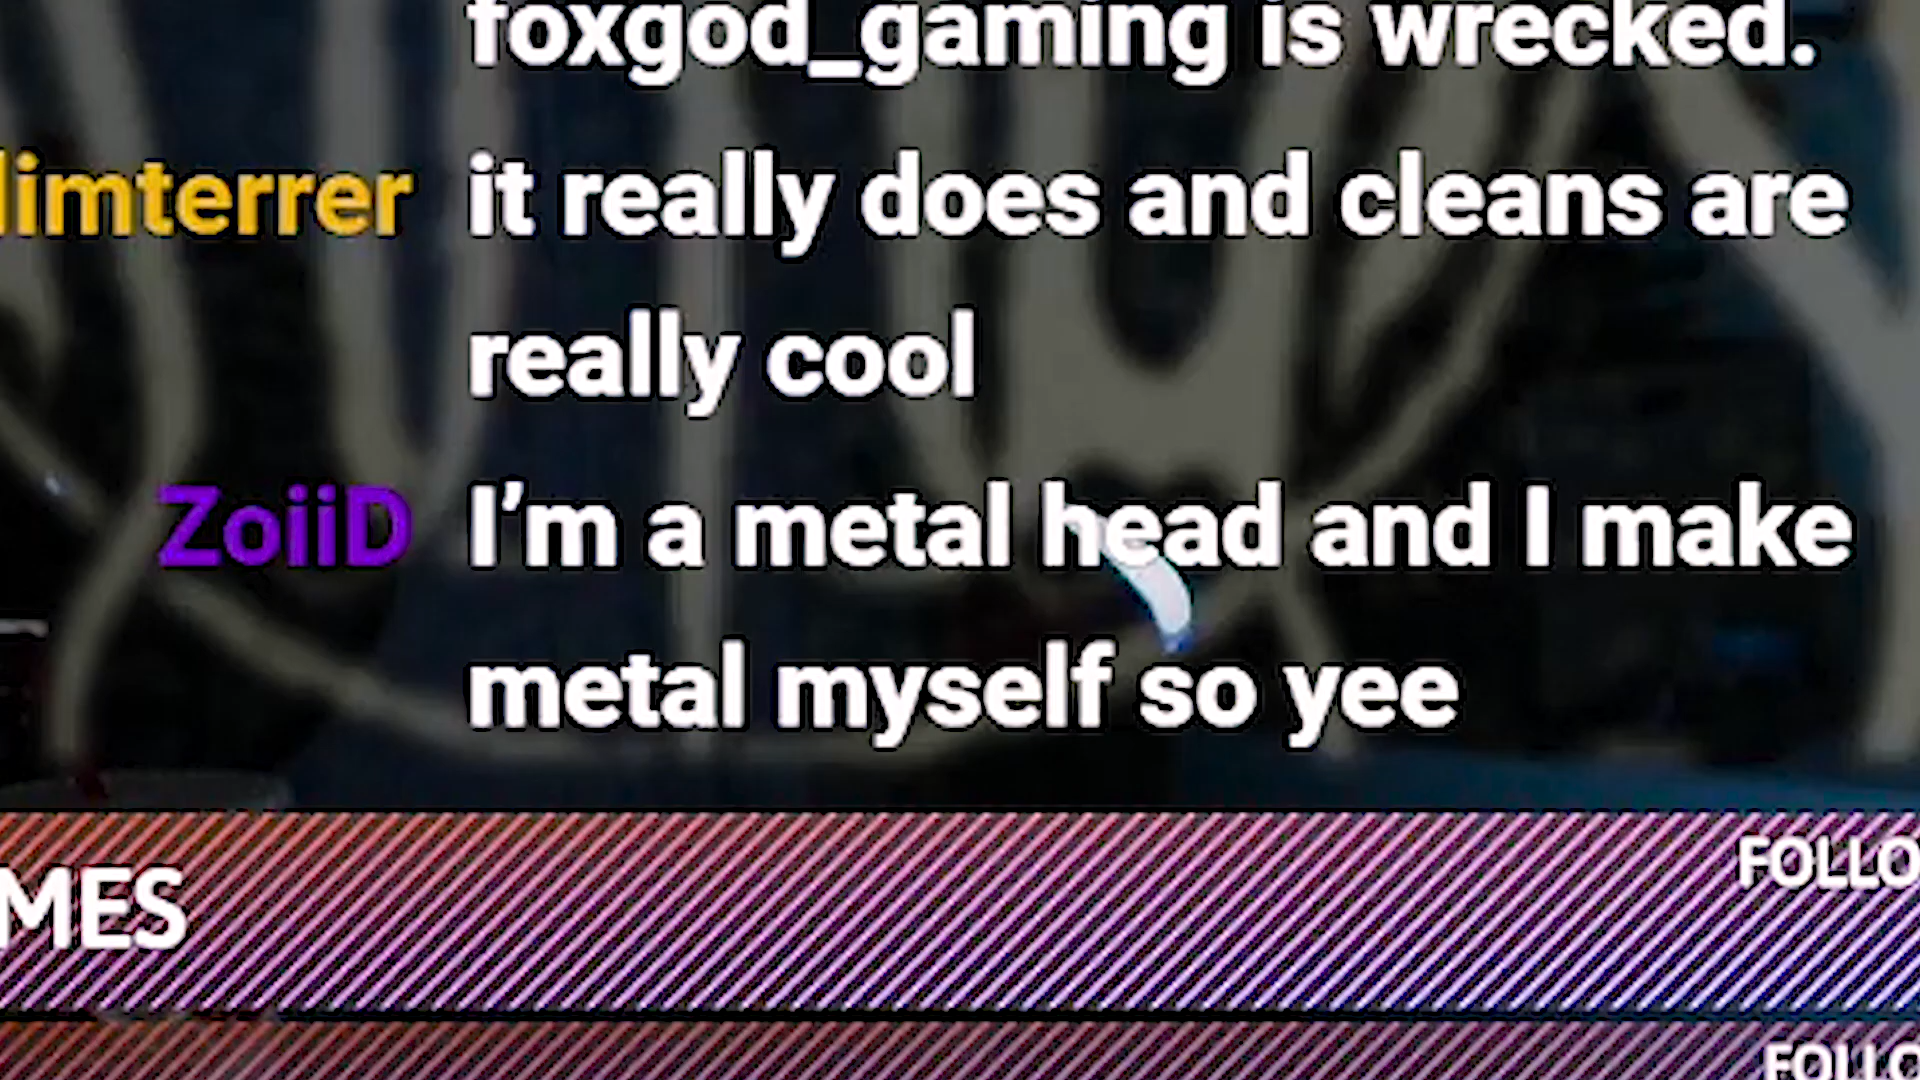 foxgod_gaming is wrecked.
limterrer it really does and cleans are
really cool
ZoiiD I'm a metal head and I make
metal myself so yee
FOLLO
MES
FOLLO